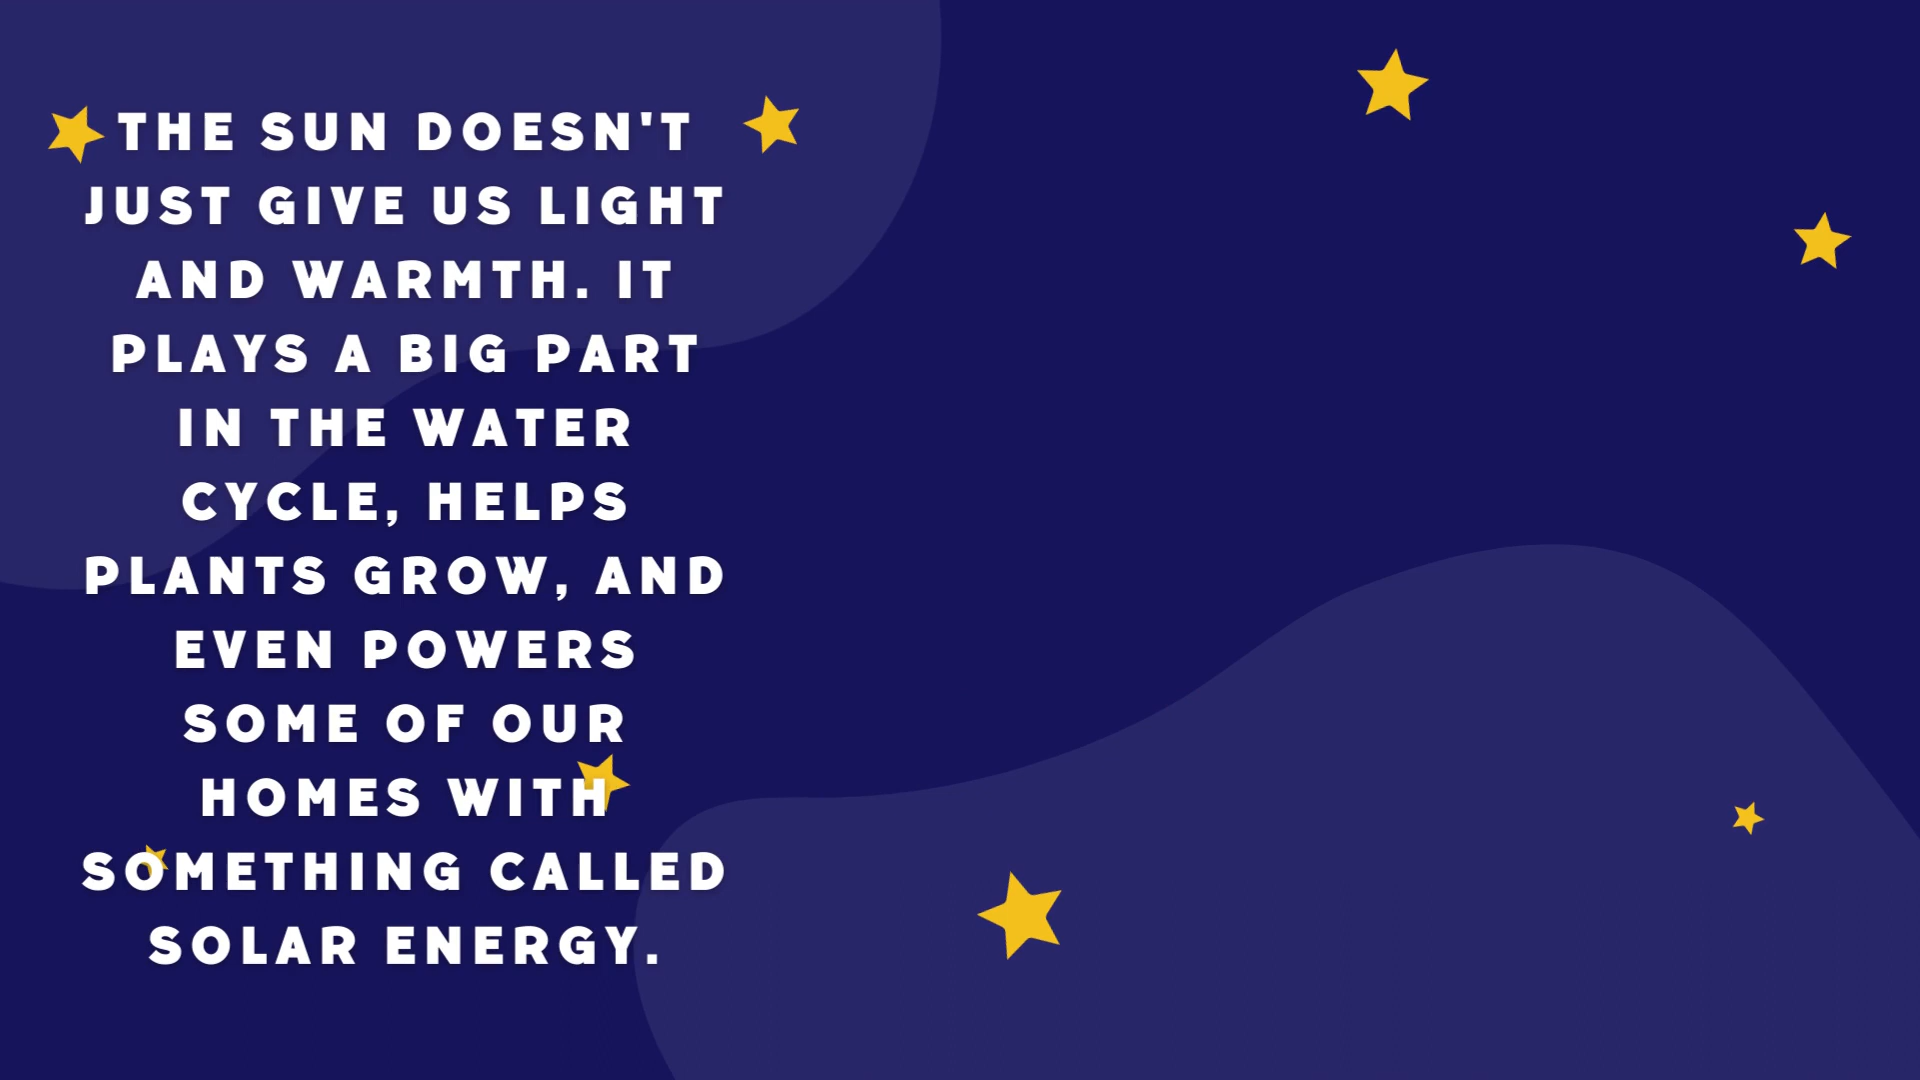 THE SUN DOESN'T
JUST GIVE US LIGHT
AND WARMTH. IT
PLAYS A BIG PART
IN THE WATER
CYCLE, HELPS
PLANTS GROW, AND
EVEN POWERS
SOME OF OUR
HOMES WITH
SOMETHING CALLED
SOLAR ENERGY.